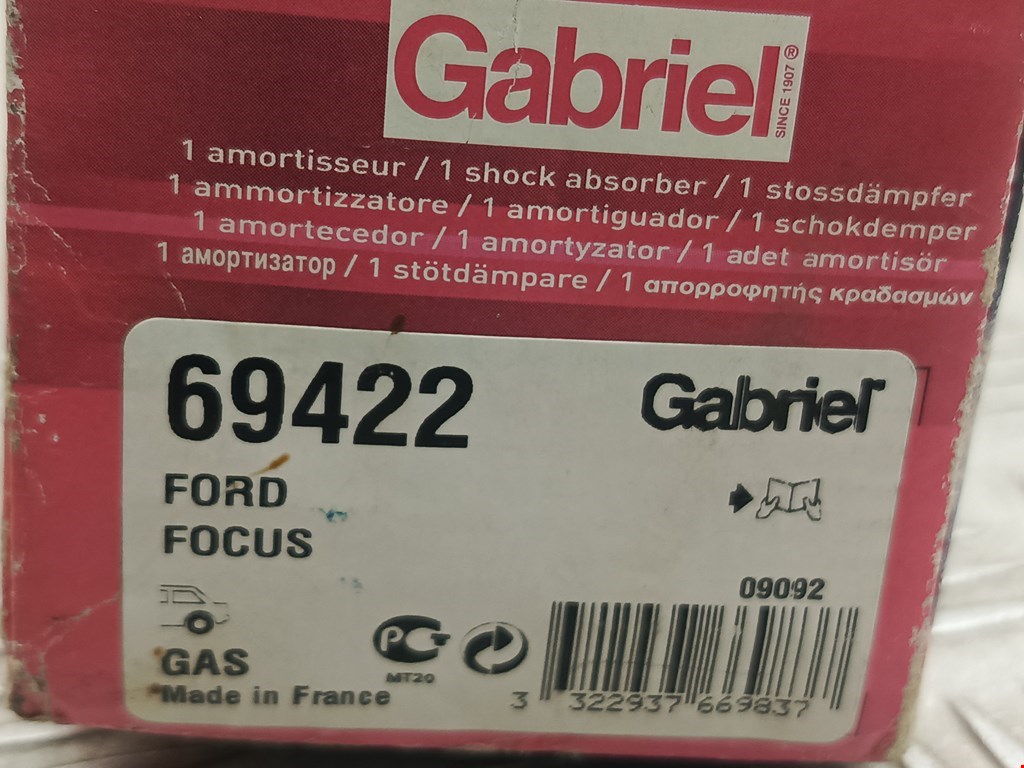 Gabriel®
SINCE 1907
1 amortisseur / 1 shock absorber / 1 stossdämpfer
1 ammortizzatore / 1 amortiguador / 1 schokdemper
1 amortecedor / 1 amortyzator / 1 adet amortisör
1 амортизатор / 1 stötdämpare / 1 απορροφητής κραδασμών
69422
Gabriel
FORD
FOCUS
09092
GAS
PG
MT20
Made in France
3 322937 669837